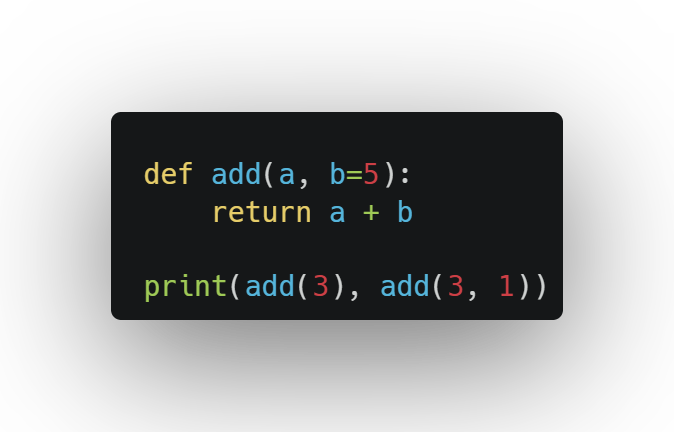 def add(a, b=5):
    return a + b

print(add(3), add(3, 1))